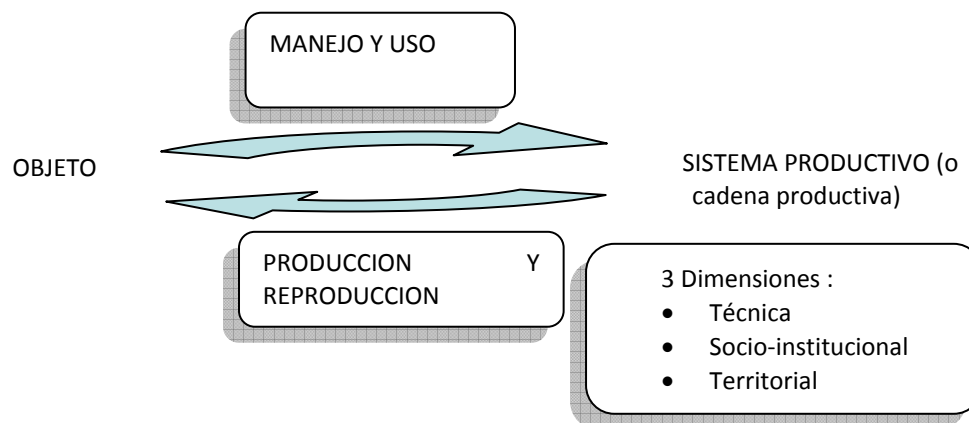 MANEJO Y USO
OBJETO
SISTEMA PRODUCTIVO (o
cadena productiva)
PRODUCCION Y
REPRODUCCION
3 Dimensiones :
• Técnica
• Socio-institucional
• Territorial